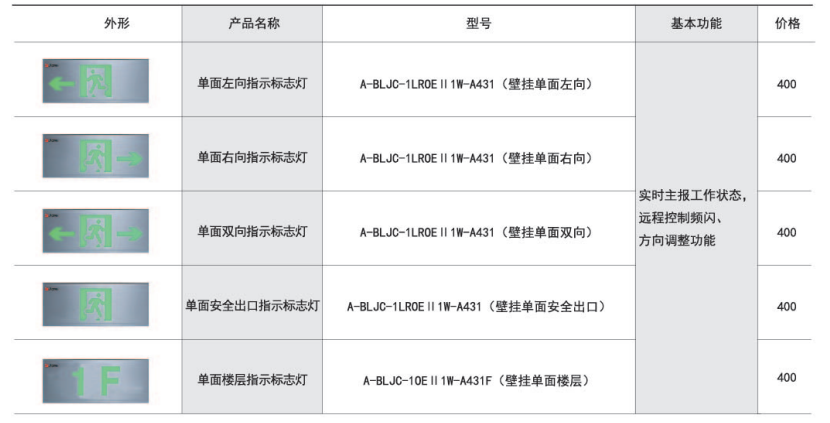 外形 产品名称 型号 基本功能 价格
单面左向指示标志灯 A-BLJC-1LROEⅡ1W-A431（壁挂单面左向） 400
单面右向指示标志灯 A-BLJC-1LROEⅡ1W-A431（壁挂单面右向） 400
实时主报工作状态，
远程控制频闪、
方向调整功能
单面双向指示标志灯 A-BLJC-1LROEⅡ1W-A431（壁挂单面双向） 400
单面安全出口指示标志灯 A-BLJC-1LROEⅡ1W-A431（壁挂单面安全出口） 400
1F 单面楼层指示标志灯 A-BLJC-1OEⅡ1W-A431F（壁挂单面楼层） 400